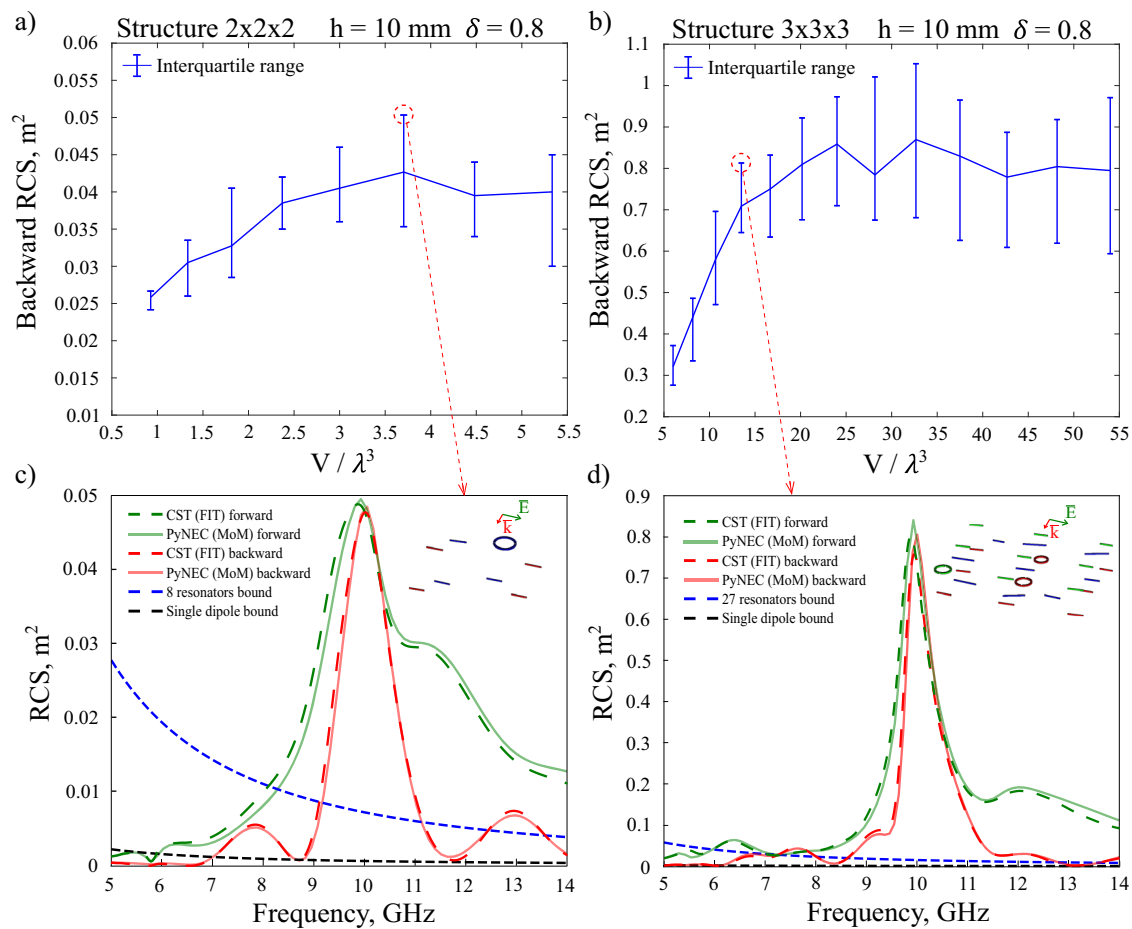 a)
Structure 2x2x2 h = 10 mm δ = 0.8
Backward RCS, m²
0.06
0.055
0.05
0.045
0.04
0.035
0.03
0.025
0.02
0.015
0.01
Interquartile range
0.5 1 1.5 2 2.5 3 3.5 4 4.5 5 5.5
V / λ³
b)
Structure 3x3x3 h = 10 mm δ = 0.8
Backward RCS, m²
1.1
1
0.9
0.8
0.7
0.6
0.5
0.4
0.3
0.2
Interquartile range
5 10 15 20 25 30 35 40 45 50 55
V / λ³
c)
RCS, m²
0.05
0.04
0.03
0.02
0.01
0
CST (FIT) forward
PyNEC (MoM) forward
CST (FIT) backward
PyNEC (MoM) backward
8 resonators bound
Single dipole bound
E̅
k̅
5 6 7 8 9 10 11 12 13 14
Frequency, GHz
d)
RCS, m²
0.9
0.8
0.7
0.6
0.5
0.4
0.3
0.2
0.1
0
CST (FIT) forward
PyNEC (MoM) forward
CST (FIT) backward
PyNEC (MoM) backward
27 resonators bound
Single dipole bound
E̅
k̅
5 6 7 8 9 10 11 12 13 14
Frequency, GHz